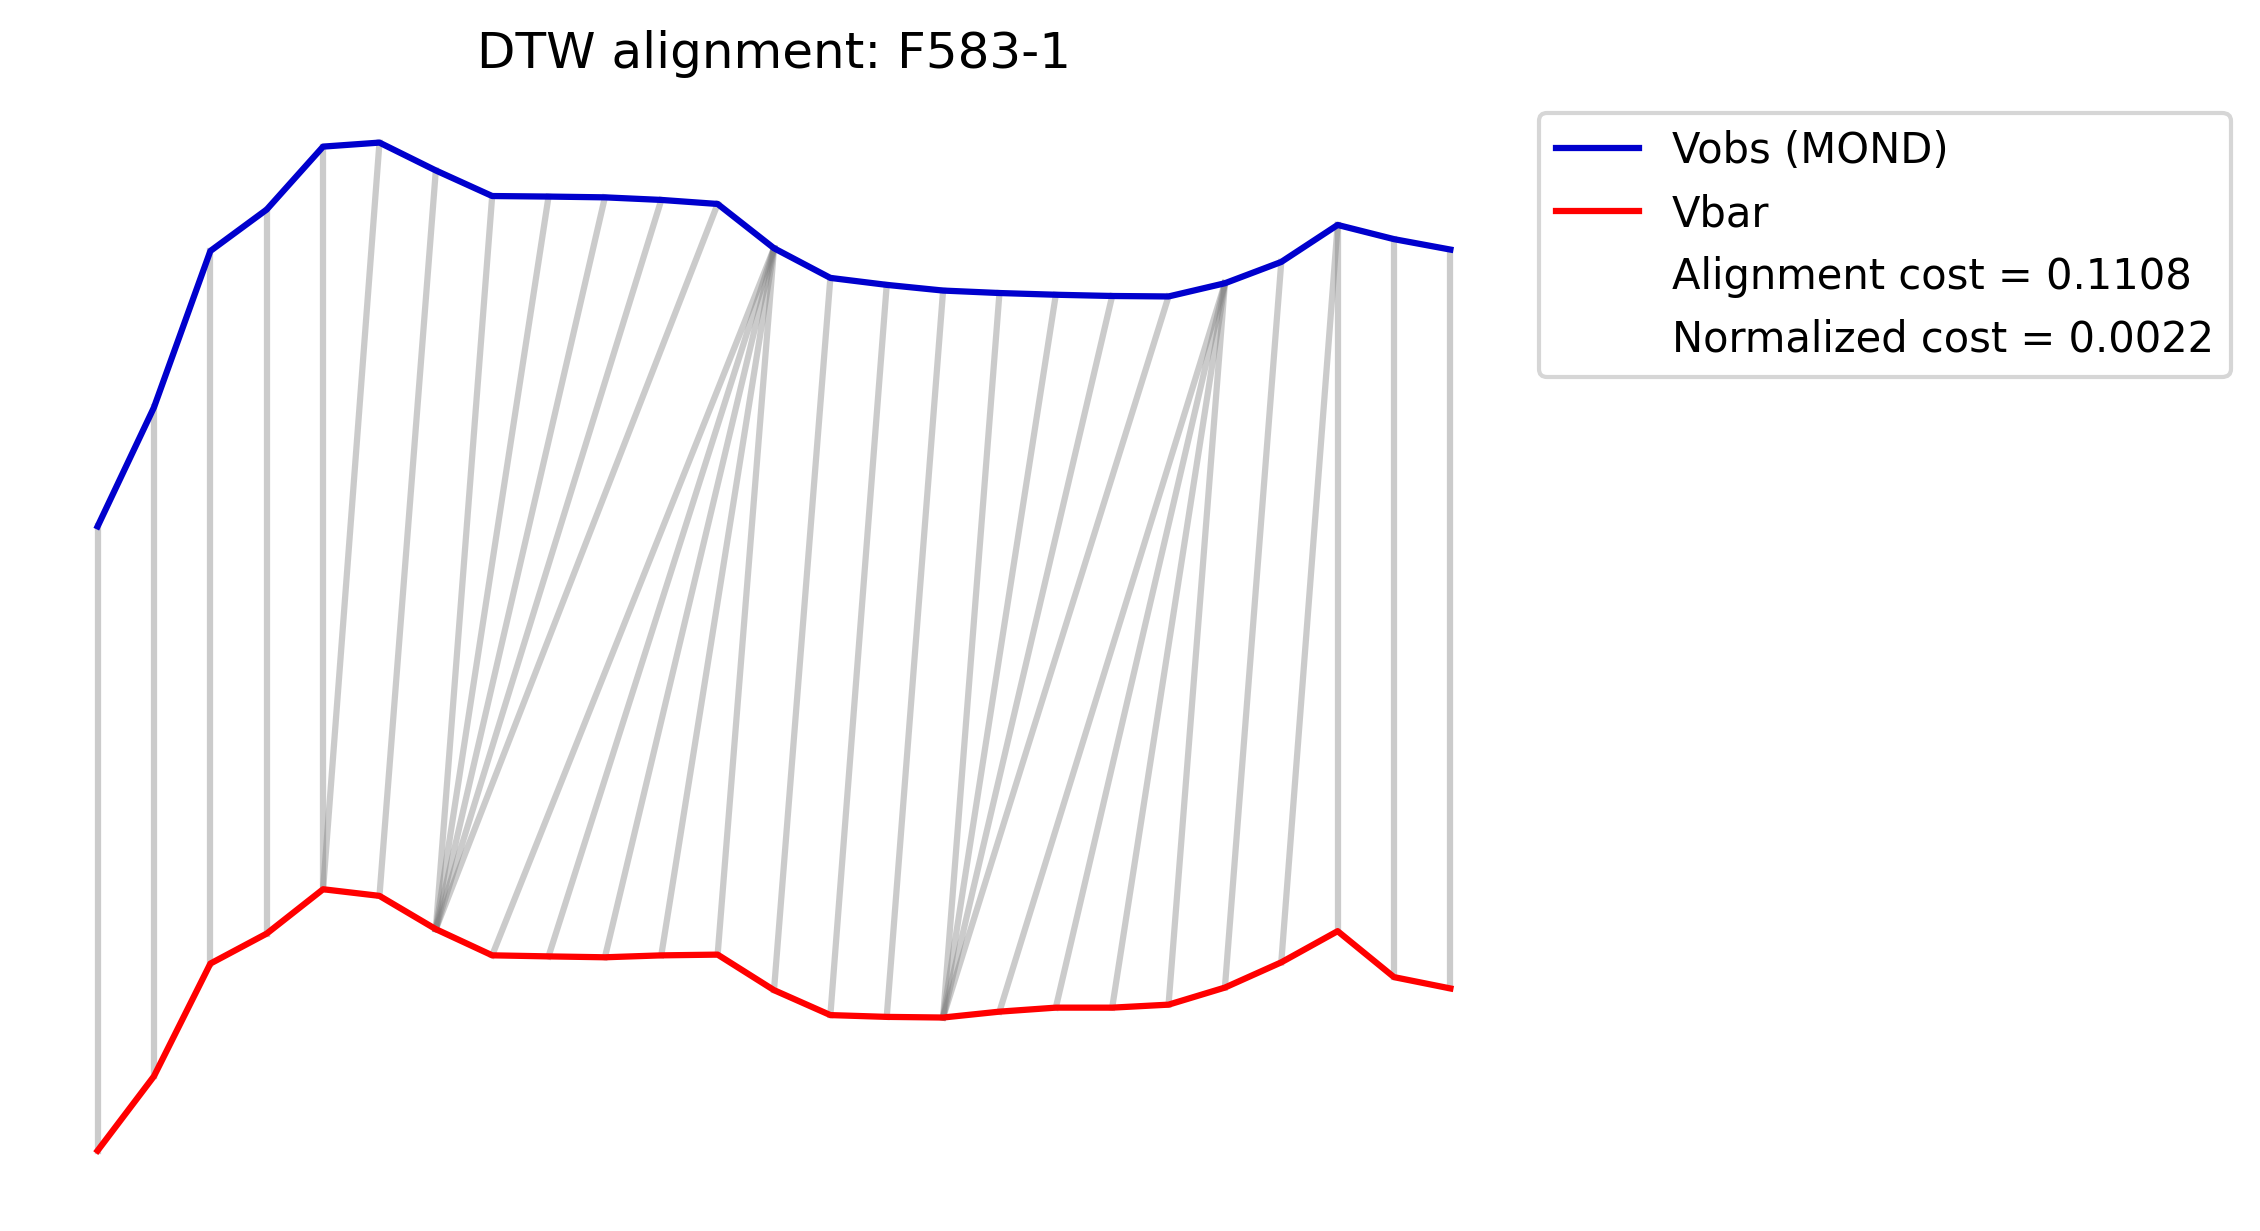 DTW alignment: F583-1
Vobs (MOND)
Vbar
Alignment cost = 0.1108
Normalized cost = 0.0022